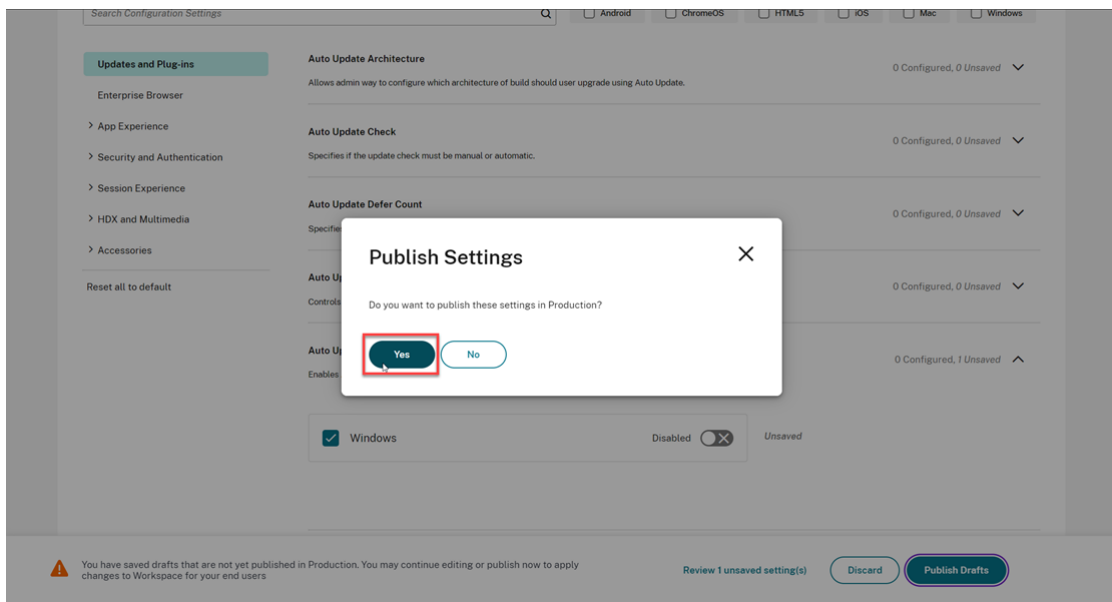 Search Configuration Settings
Android
ChromeOS
HTML5
iOS
Mac
Windows
Updates and Plug-ins
Enterprise Browser
App Experience
Security and Authentication
Session Experience
HDX and Multimedia
Accessories
Reset all to default
Auto Update Architecture
0 Configured, 0 Unsaved
Allows admin way to configure which architecture of build should user upgrade using Auto Update.
Auto Update Check
0 Configured, 0 Unsaved
Specifies if the update check must be manual or automatic.
Auto Update Defer Count
0 Configured, 0 Unsaved
Specifie
Auto Up
0 Configured, 0 Unsaved
Controls
Auto Up
0 Configured, 1 Unsaved
Enables
Publish Settings
Do you want to publish these settings in Production?
Yes
No
Windows
Disabled
Unsaved
You have saved drafts that are not yet published in Production. You may continue editing or publish now to apply
changes to Workspace for your end users
Review 1 unsaved setting(s)
Discard
Publish Drafts